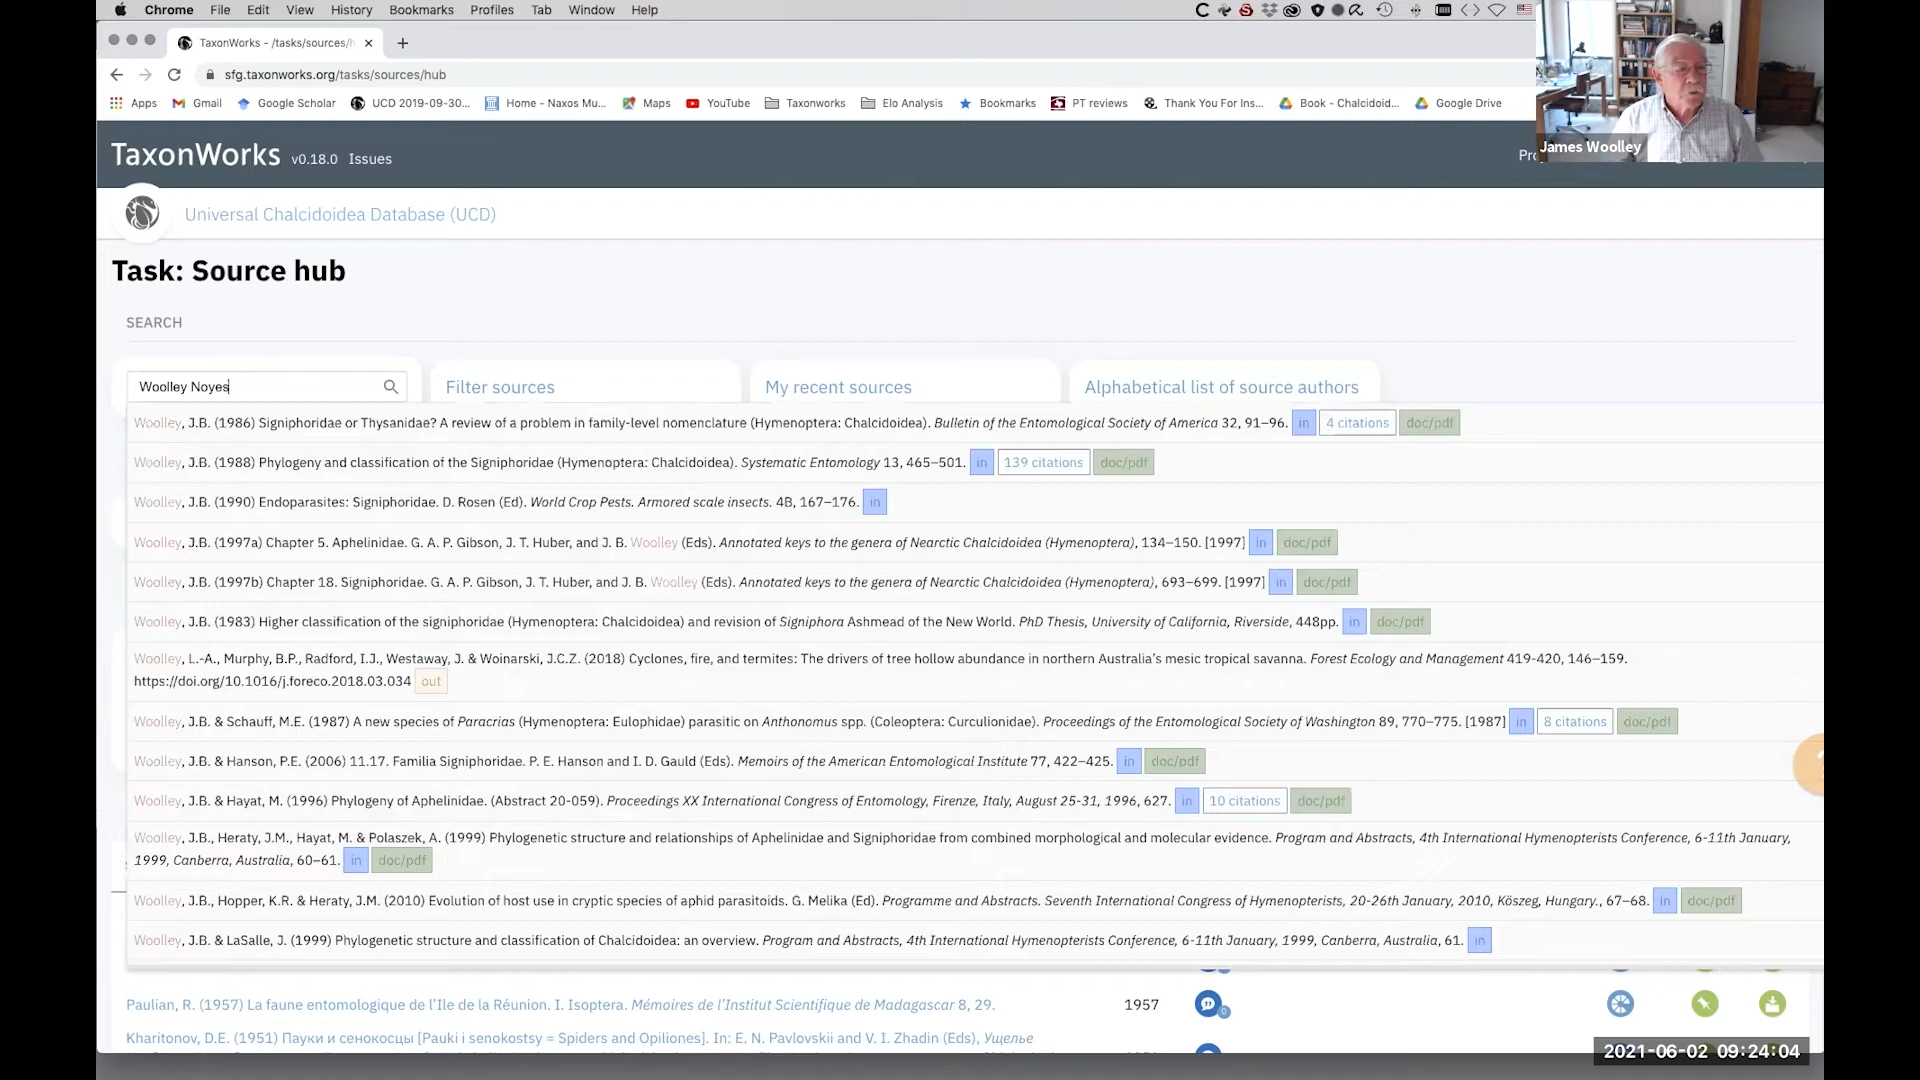 Chrome File Edit View History Bookmarks Profiles Tab Window Help
TaxonWorks - /tasks/sources/h
sfg.taxonworks.org/tasks/sources/hub
Apps Gmail Google Scholar UCD 2019-09-30... Home - Naxos Mu... Maps YouTube Taxonworks Elo Analysis Bookmarks PT reviews Thank You For Ins... Book - Chalcidoid... Google Drive
James Woolley
TaxonWorks v0.18.0 Issues
Universal Chalcidoidea Database (UCD)
Task: Source hub
SEARCH
Woolley Noyes Filter sources My recent sources Alphabetical list of source authors
Woolley, J.B. (1986) Signiphoridae or Thysanidae? A review of a problem in family-level nomenclature (Hymenoptera: Chalcidoidea). Bulletin of the Entomological Society of America 32, 91–96. in 4 citations doc/pdf
Woolley, J.B. (1988) Phylogeny and classification of the Signiphoridae (Hymenoptera: Chalcidoidea). Systematic Entomology 13, 465–501. in 139 citations doc/pdf
Woolley, J.B. (1990) Endoparasites: Signiphoridae. D. Rosen (Ed). World Crop Pests. Armored scale insects. 4B, 167–176. in
Woolley, J.B. (1997a) Chapter 5. Aphelinidae. G. A. P. Gibson, J. T. Huber, and J. B. Woolley (Eds). Annotated keys to the genera of Nearctic Chalcidoidea (Hymenoptera), 134–150. [1997] in doc/pdf
Woolley, J.B. (1997b) Chapter 18. Signiphoridae. G. A. P. Gibson, J. T. Huber, and J. B. Woolley (Eds). Annotated keys to the genera of Nearctic Chalcidoidea (Hymenoptera), 693–699. [1997] in doc/pdf
Woolley, J.B. (1983) Higher classification of the signiphoridae (Hymenoptera: Chalcidoidea) and revision of Signiphora Ashmead of the New World. PhD Thesis, University of California, Riverside, 448pp. in doc/pdf
Woolley, L.-A., Murphy, B.P., Radford, I.J., Westaway, J. & Woinarski, J.C.Z. (2018) Cyclones, fire, and termites: The drivers of tree hollow abundance in northern Australia's mesic tropical savanna. Forest Ecology and Management 419-420, 146–159.
https://doi.org/10.1016/j.foreco.2018.03.034 out
Woolley, J.B. & Schauff, M.E. (1987) A new species of Paracrias (Hymenoptera: Eulophidae) parasitic on Anthonomus spp. (Coleoptera: Curculionidae). Proceedings of the Entomological Society of Washington 89, 770–775. [1987] in 8 citations doc/pdf
Woolley, J.B. & Hanson, P.E. (2006) 11.17. Familia Signiphoridae. P. E. Hanson and I. D. Gauld (Eds). Memoirs of the American Entomological Institute 77, 422–425. in doc/pdf
Woolley, J.B. & Hayat, M. (1996) Phylogeny of Aphelinidae. (Abstract 20-059). Proceedings XX International Congress of Entomology, Firenze, Italy, August 25-31, 1996, 627. in 10 citations doc/pdf
Woolley, J.B., Heraty, J.M., Hayat, M. & Polaszek, A. (1999) Phylogenetic structure and relationships of Aphelinidae and Signiphoridae from combined morphological and molecular evidence. Program and Abstracts, 4th International Hymenopterists Conference, 6-11th January,
1999, Canberra, Australia, 60–61. in doc/pdf
Woolley, J.B., Hopper, K.R. & Heraty, J.M. (2010) Evolution of host use in cryptic species of aphid parasitoids. G. Melika (Ed). Programme and Abstracts. Seventh International Congress of Hymenopterists, 20-26th January, 2010, Köszeg, Hungary., 67–68. in doc/pdf
Woolley, J.B. & LaSalle, J. (1999) Phylogenetic structure and classification of Chalcidoidea: an overview. Program and Abstracts, 4th International Hymenopterists Conference, 6-11th January, 1999, Canberra, Australia, 61. in
Paulian, R. (1957) La faune entomologique de l'Ile de la Réunion. I. Isoptera. Mémoires de l'Institut Scientifique de Madagascar 8, 29. 1957 0
Kharitonov, D.E. (1951) Пауки и сенокосцы [Pauki i senokostsy = Spiders and Opiliones]. In: E. N. Pavlovskii and V. I. Zhadin (Eds), Ущелье
2021-06-02 09:24:04